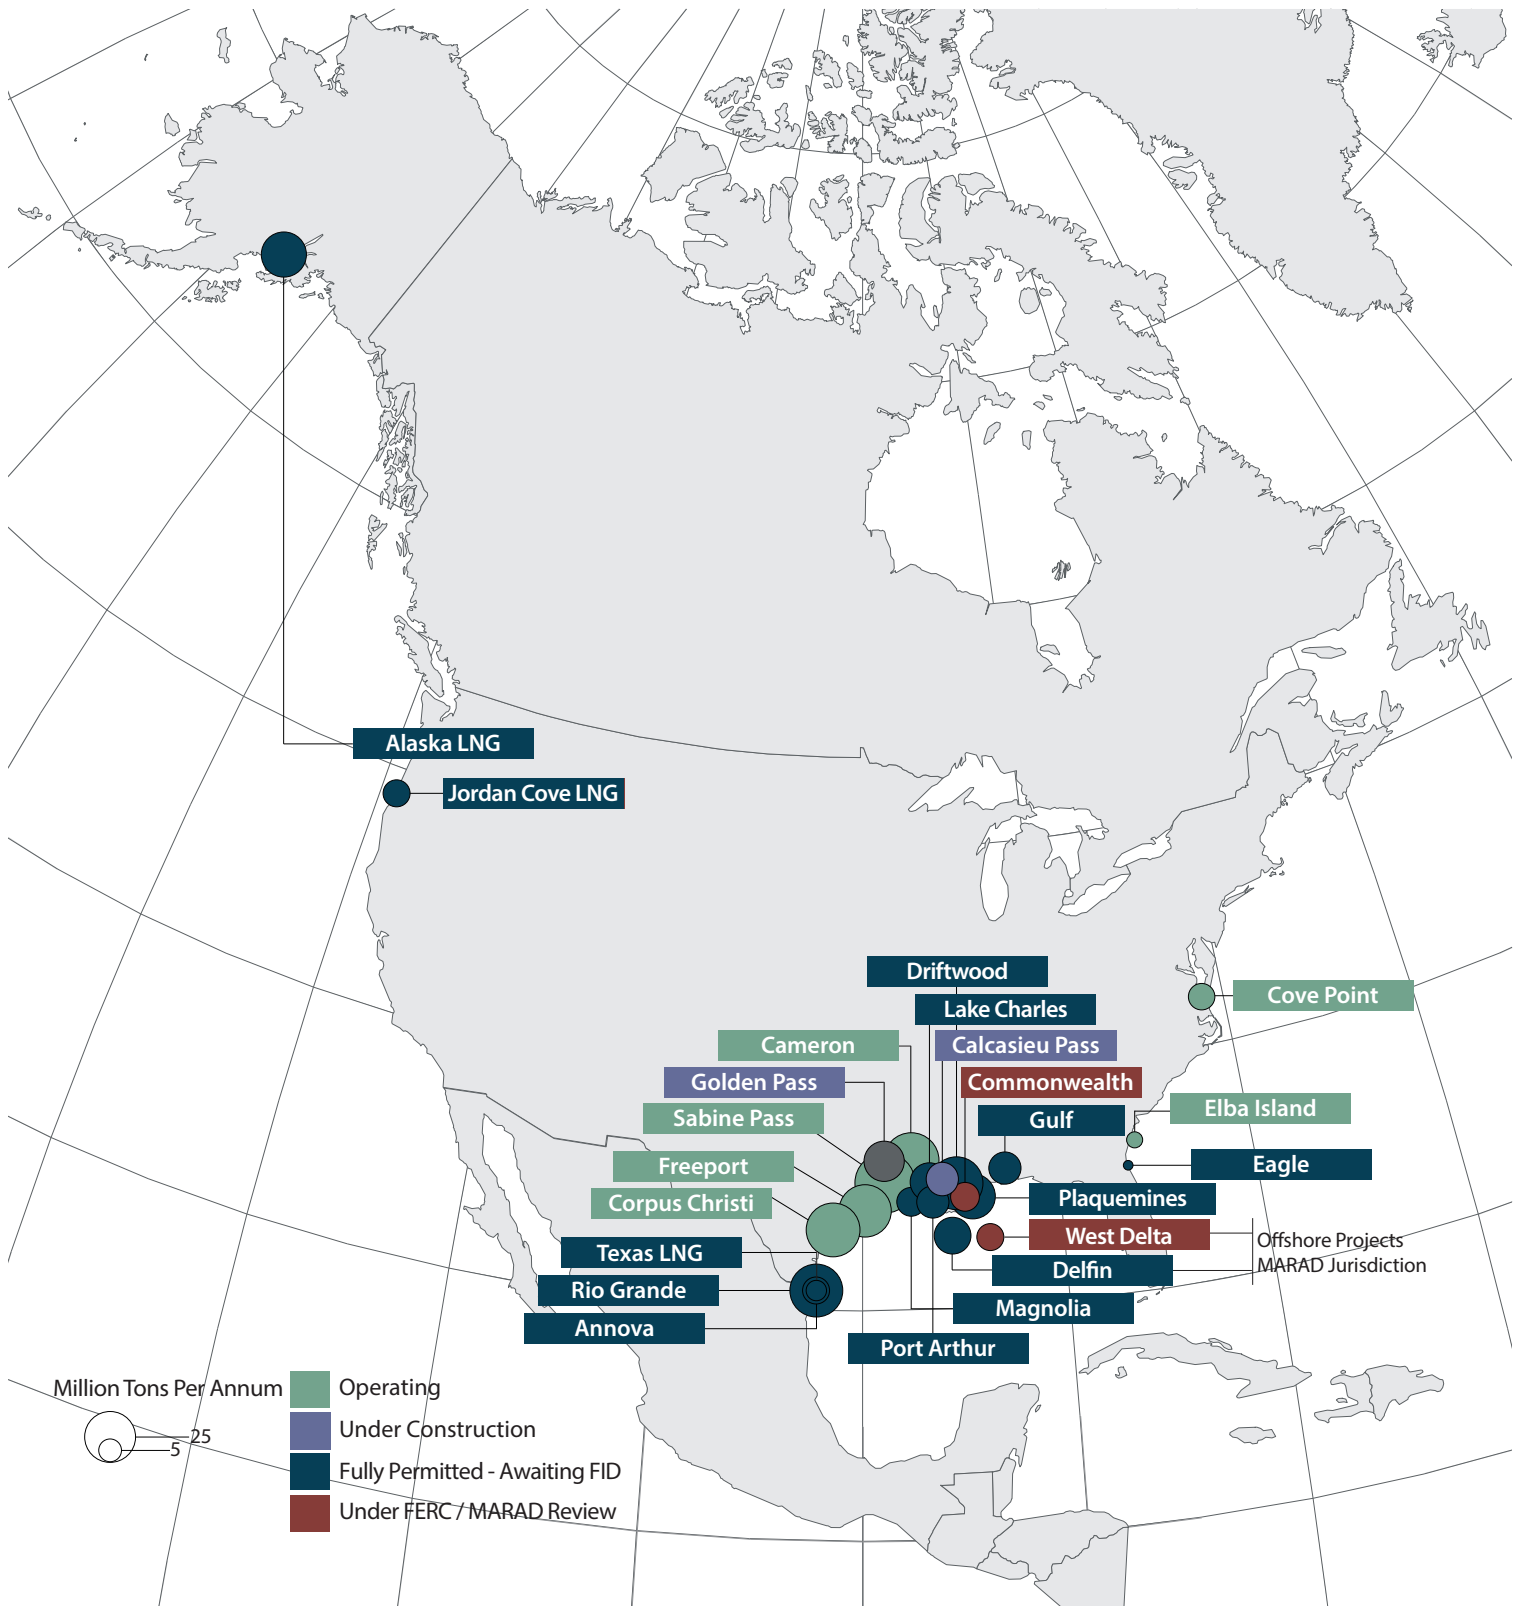 Alaska LNG
Jordan Cove LNG
Driftwood
Cove Point
Lake Charles
Cameron
Calcasieu Pass
Golden Pass
Commonwealth
Sabine Pass
Gulf
Elba Island
Freeport
Eagle
Corpus Christi
Plaquemines
West Delta
Offshore Projects
MARAD Jurisdiction
Texas LNG
Delfin
Rio Grande
Magnolia
Annova
Port Arthur
Million Tons Per Annum
25
5
Operating
Under Construction
Fully Permitted - Awaiting FID
Under FERC / MARAD Review